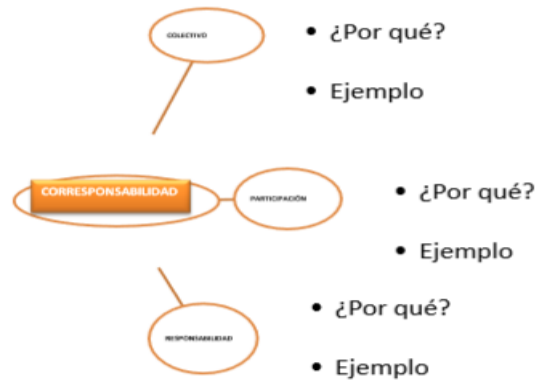 COLECTIVO
• ¿Por qué?
• Ejemplo
CORRESPONSABILIDAD
PARTICIPACIÓN
• ¿Por qué?
• Ejemplo
RESPONSABILIDAD
• ¿Por qué?
• Ejemplo